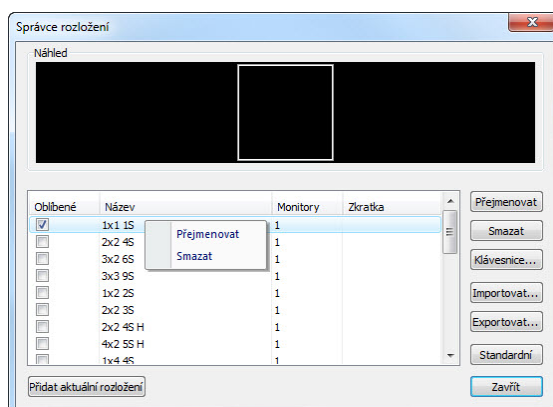 Správce rozložení
Náhled
Oblíbené Název Monitory Zkratka
1x1 1S 1
2x2 4S 1
3x2 6S 1
3x3 9S 1
1x2 2S 1
2x2 3S 1
2x2 4S H 1
4x2 5S H 1
1x4 4S 1
Přejmenovat
Smazat
Přejmenovat
Smazat
Klávesnice...
Importovat...
Exportovat...
Standardní
Přidat aktuální rozložení
Zavřít